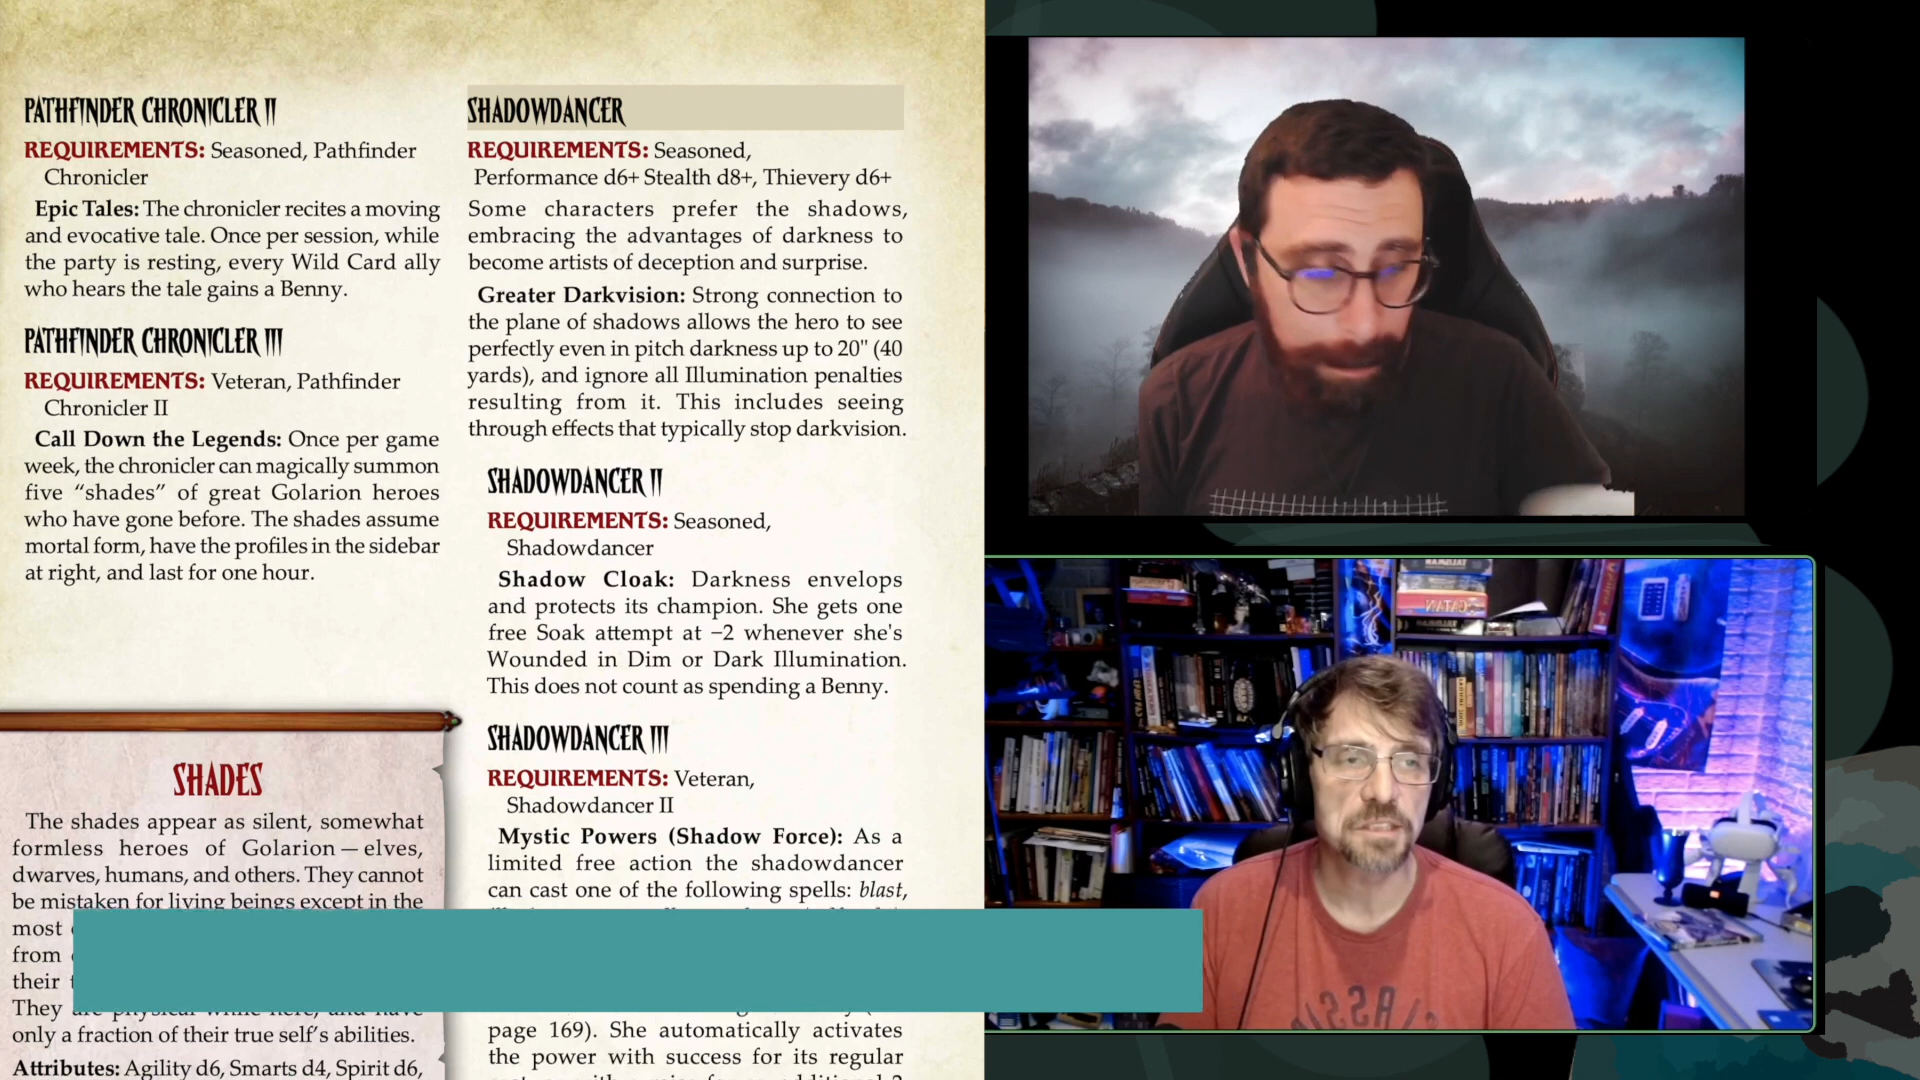 PATHFINDER CHRONICLER II
REQUIREMENTS: Seasoned, Pathfinder
Chronicler
Epic Tales: The chronicler recites a moving
and evocative tale. Once per session, while
the party is resting, every Wild Card ally
who hears the tale gains a Benny.
PATHFINDER CHRONICLER III
REQUIREMENTS: Veteran, Pathfinder
Chronicler II
Call Down the Legends: Once per game
week, the chronicler can magically summon
five “shades” of great Golarion heroes
who have gone before. The shades assume
mortal form, have the profiles in the sidebar
at right, and last for one hour.
SHADES
The shades appear as silent, somewhat
formless heroes of Golarion — elves,
dwarves, humans, and others. They cannot
be mistaken for living beings except in the
most
from
their
They are physical while here, and have
only a fraction of their true self’s abilities.
Attributes: Agility d6, Smarts d4, Spirit d6,
SHADOWDANCER
REQUIREMENTS: Seasoned,
Performance d6+ Stealth d8+, Thievery d6+
Some characters prefer the shadows,
embracing the advantages of darkness to
become artists of deception and surprise.
Greater Darkvision: Strong connection to
the plane of shadows allows the hero to see
perfectly even in pitch darkness up to 20" (40
yards), and ignore all Illumination penalties
resulting from it. This includes seeing
through effects that typically stop darkvision.
SHADOWDANCER II
REQUIREMENTS: Seasoned,
Shadowdancer
Shadow Cloak: Darkness envelops
and protects its champion. She gets one
free Soak attempt at −2 whenever she's
Wounded in Dim or Dark Illumination.
This does not count as spending a Benny.
SHADOWDANCER III
REQUIREMENTS: Veteran,
Shadowdancer II
Mystic Powers (Shadow Force): As a
limited free action the shadowdancer
can cast one of the following spells: blast,
page 169). She automatically activates
the power with success for its regular
CATAN